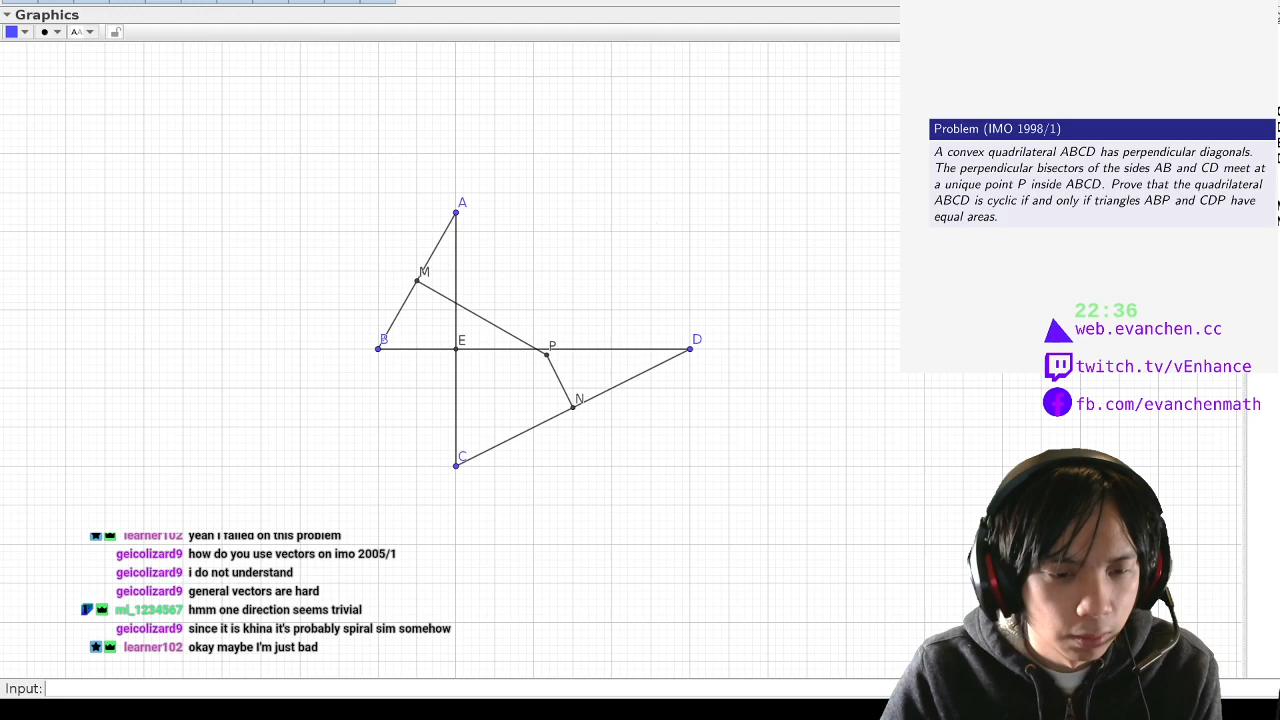 Graphics
AA
Problem (IMO 1998/1)
A convex quadrilateral ABCD has perpendicular diagonals.
The perpendicular bisectors of the sides AB and CD meet at
a unique point P inside ABCD. Prove that the quadrilateral
ABCD is cyclic if and only if triangles ABP and CDP have
equal areas.
A
M
B
E
P
D
N
C
22:36
web.evanchen.cc
twitch.tv/vEnhance
fb.com/evanchenmath
learner102 yeah I failed on this problem
geicolizard9 how do you use vectors on imo 2005/1
geicolizard9 i do not understand
geicolizard9 general vectors are hard
mi_1234567 hmm one direction seems trivial
geicolizard9 since it is khina it's probably spiral sim somehow
learner102 okay maybe I'm just bad
Input: